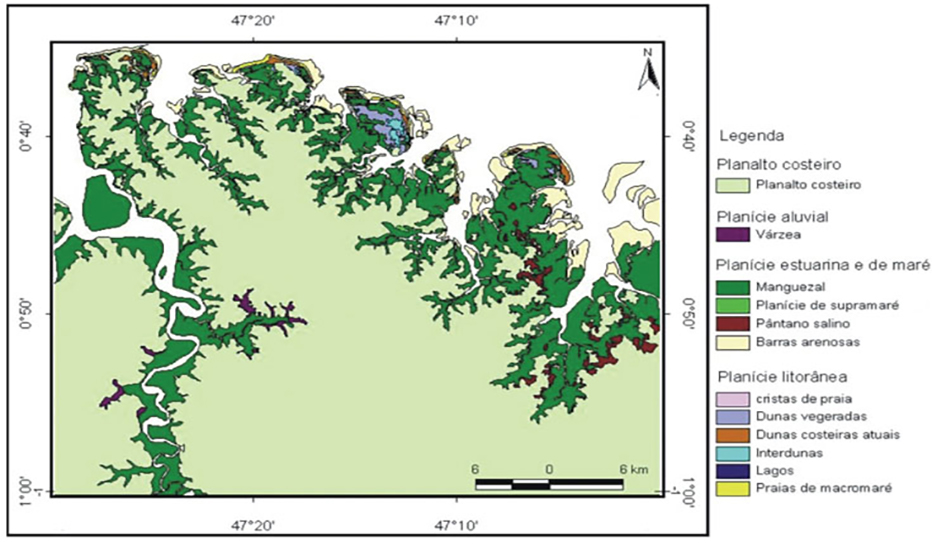 47°20' 47°10'
N
0°40' 0°40'
Legenda
Planalto costeiro
Planalto costeiro
Planície aluvial
Várzea
Planície estuarina e de maré
Manguezal
Planície de supramaré
Pântano salino
Barras arenosas
0°50' 0°50'
Planície litorânea
cristas de praia
Dunas vegeradas
Dunas costeiras atuais
Interdunas
Lagos
Praias de macromaré
6 0 6 km
-1°00' -1°00'
47°20' 47°10'